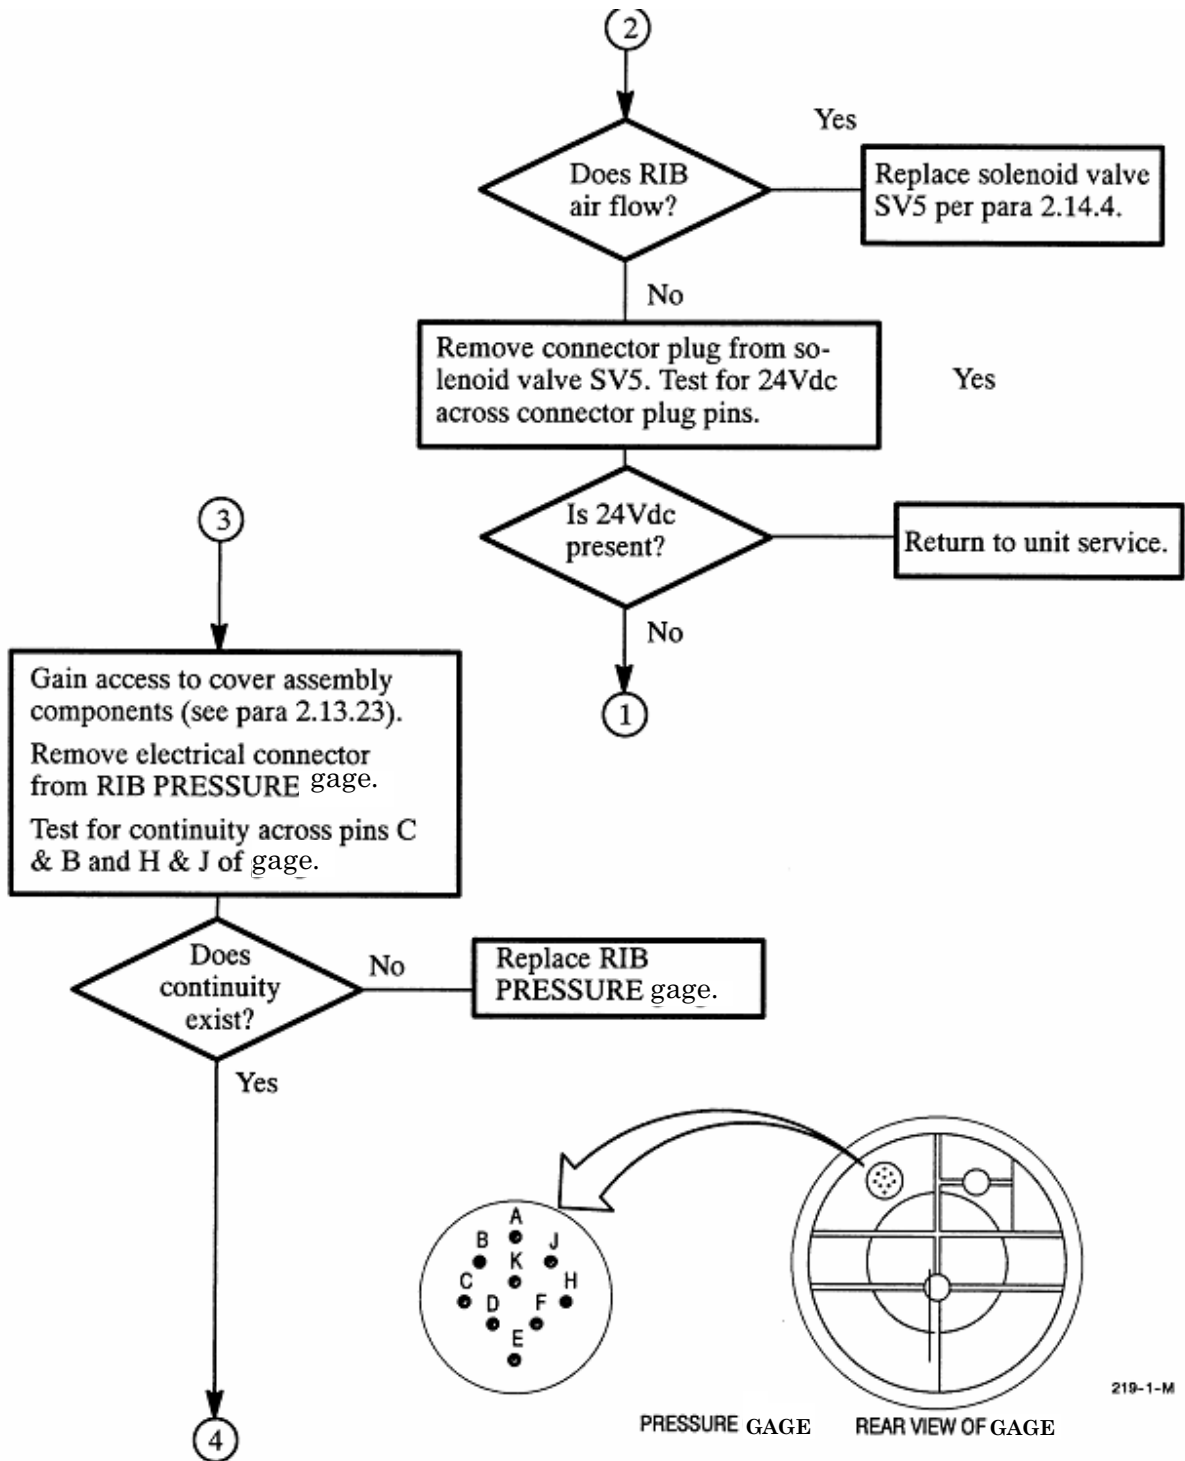 2
Does RIB
air flow?
Yes
Replace solenoid valve
SV5 per para 2.14.4.
No
Remove connector plug from so-
lenoid valve SV5. Test for 24Vdc
across connector plug pins.
Yes
Is 24Vdc
present?
Return to unit service.
No
1
3
Gain access to cover assembly
components (see para 2.13.23).
Remove electrical connector
from RIB PRESSURE gage.
Test for continuity across pins C
& B and H & J of gage.
Does
continuity
exist?
No
Replace RIB
PRESSURE gage.
Yes
4
A
B
J
K
C
H
D
F
E
219-1-M
PRESSURE GAGE
REAR VIEW OF GAGE